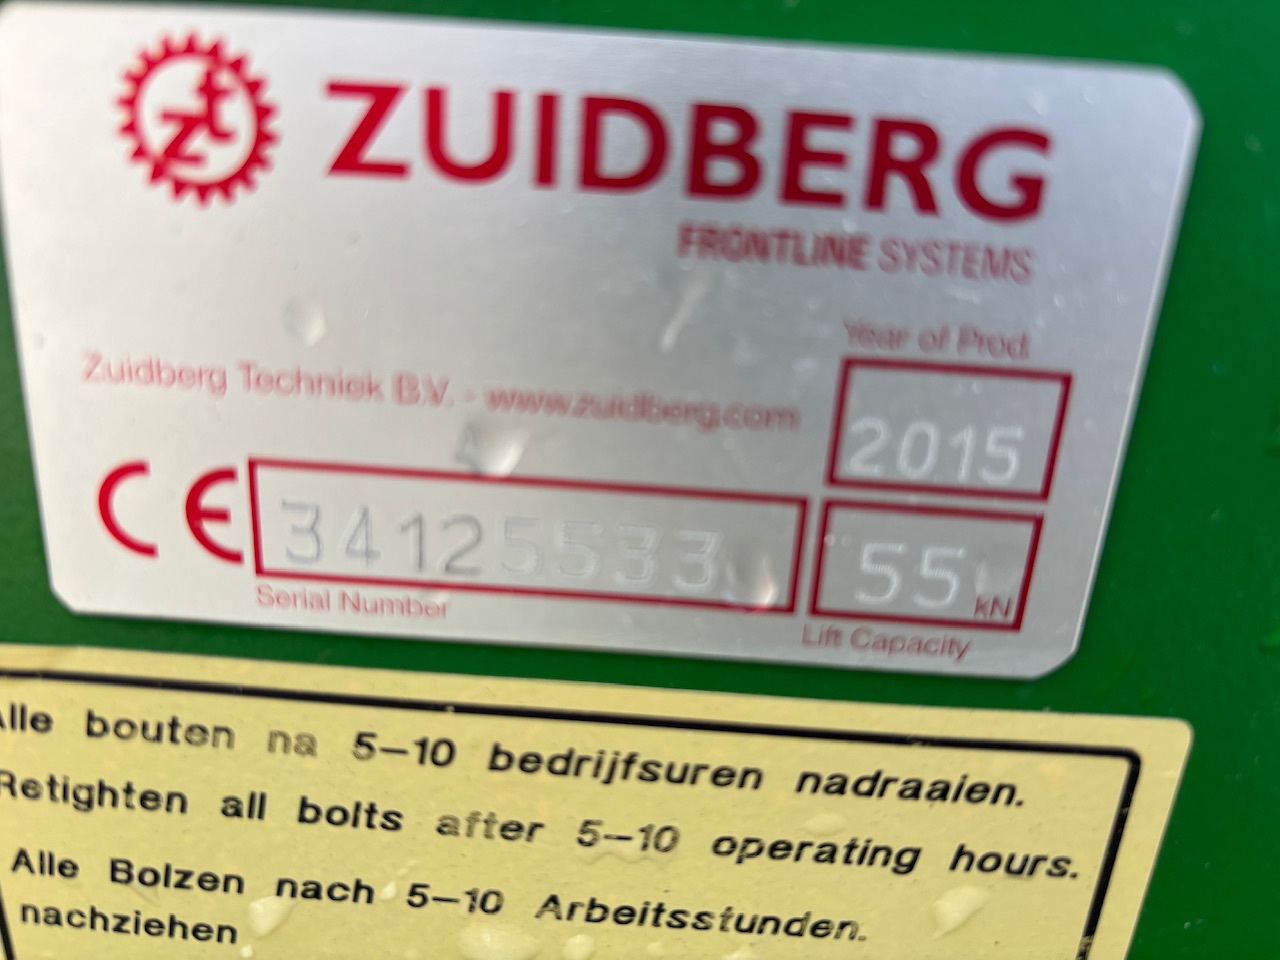 ZUIDBERG
FRONTLINE SYSTEMS
Year of Prod.
Zuidberg Techniek B.V. - www.zuidberg.com
2015
CE
34125533
55 kN
Serial Number
Lift Capacity
Alle bouten na 5-10 bedrijfsuren nadraaien.
Retighten all bolts after 5-10 operating hours.
Alle Bolzen nach 5-10 Arbeitsstunden.
nachziehen